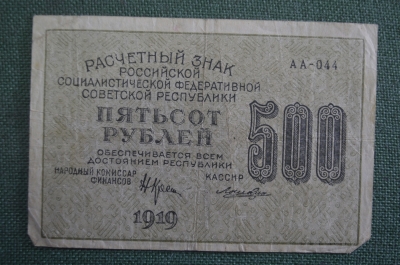 РАСЧЕТНЫЙ ЗНАК
РОССИЙСКОЙ
АА-044
СОЦИАЛИСТИЧЕСКОЙ ФЕДЕРАТИВНОЙ
СОВЕТСКОЙ РЕСПУБЛИКИ
ПЯТЬСОТ
РУБЛЕЙ
500
ОБЕСПЕЧИВАЕТСЯ ВСЕМ
ДОСТОЯНИЕМ РЕСПУБЛИКИ
НАРОДНЫЙ КОМИССАР
ФИНАНСОВ
КАССИР
1919